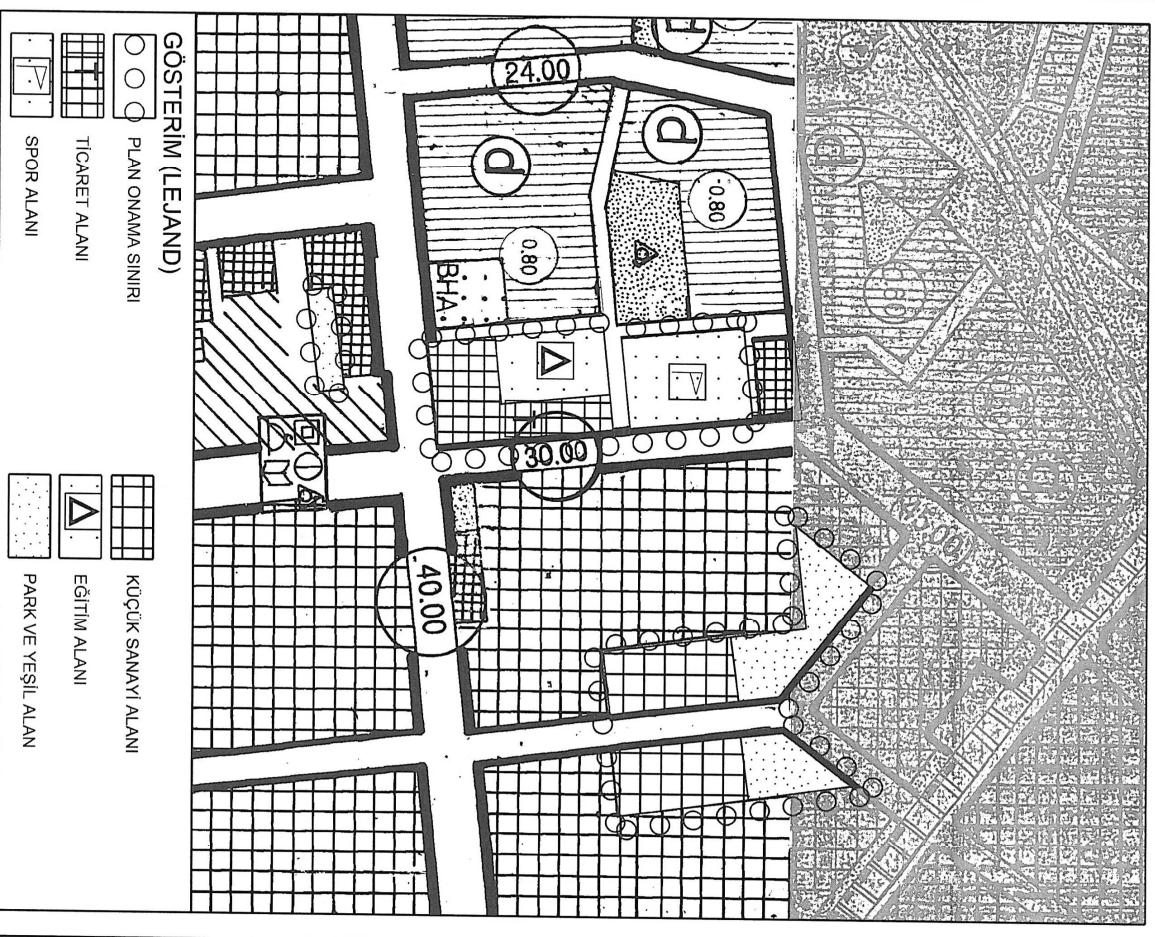 24.00
0.80
0.80
BHA
30.00
40.00
T
GÖSTERİM (LEJAND)
PLAN ONAMA SINIRI
TİCARET ALANI
SPOR ALANI
KÜÇÜK SANAYİ ALANI
EĞİTİM ALANI
PARK VE YEŞİL ALAN